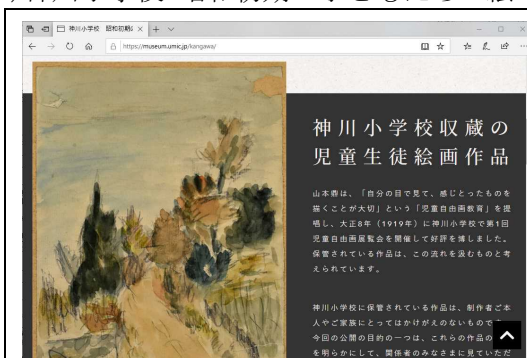 神川小学校 昭和初期
https://museum.umic.jp/kangawa/
神川小学校収蔵の
児童生徒絵画作品
山本鼎は、「自分の目で見て、感じとったものを
描くことが大切」という「児童自由画教育」を提
唱し、大正8年（1919年）に神川小学校で第1回
児童自由画展覧会を開催して好評を博しました。
保管されている作品は、この流れを汲むものと考
えられています。
神川小学校に保管されている作品は、制作者ご本
人やご家族にとってはかけがえのないもので
今回の公開の目的の一つは、これらの作品の
を明らかにして、関係者のみなさまに見ていただ